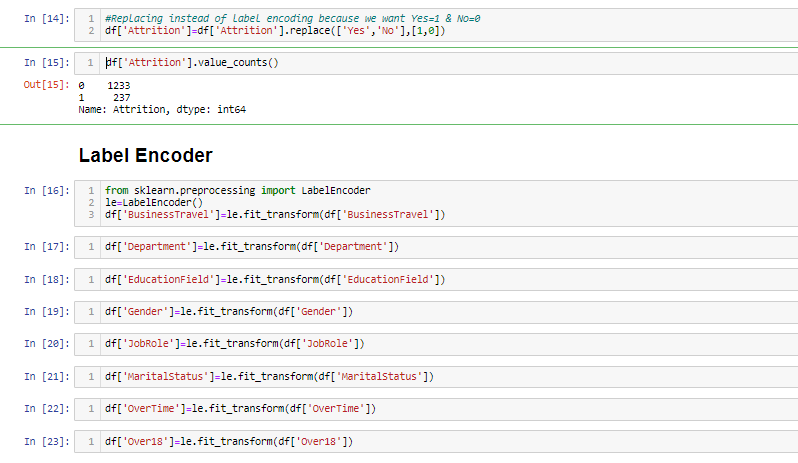 In [14]: 1 #Replacing instead of label encoding because we want Yes=1 & No=0
2 df['Attrition']=df['Attrition'].replace(['Yes','No'],[1,0])
In [15]: 1 df['Attrition'].value_counts()
Out[15]: 0 1233
1 237
Name: Attrition, dtype: int64
Label Encoder
In [16]: 1 from sklearn.preprocessing import LabelEncoder
2 le=LabelEncoder()
3 df['BusinessTravel']=le.fit_transform(df['BusinessTravel'])
In [17]: 1 df['Department']=le.fit_transform(df['Department'])
In [18]: 1 df['EducationField']=le.fit_transform(df['EducationField'])
In [19]: 1 df['Gender']=le.fit_transform(df['Gender'])
In [20]: 1 df['JobRole']=le.fit_transform(df['JobRole'])
In [21]: 1 df['MaritalStatus']=le.fit_transform(df['MaritalStatus'])
In [22]: 1 df['OverTime']=le.fit_transform(df['OverTime'])
In [23]: 1 df['Over18']=le.fit_transform(df['Over18'])